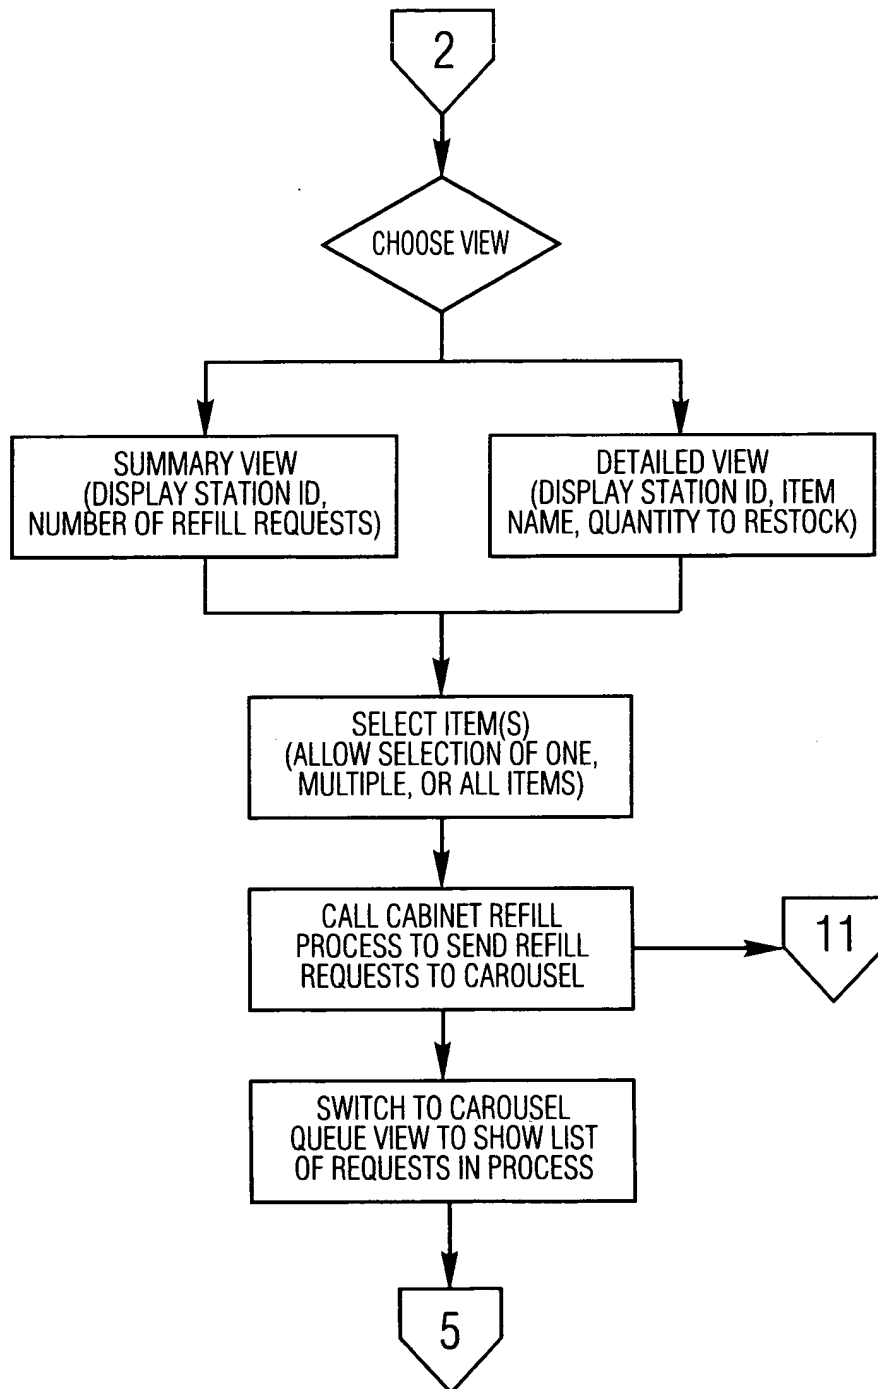 2
CHOOSE VIEW
SUMMARY VIEW
(DISPLAY STATION ID,
NUMBER OF REFILL REQUESTS)
DETAILED VIEW
(DISPLAY STATION ID, ITEM
NAME, QUANTITY TO RESTOCK)
SELECT ITEM(S)
(ALLOW SELECTION OF ONE,
MULTIPLE, OR ALL ITEMS)
CALL CABINET REFILL
PROCESS TO SEND REFILL
REQUESTS TO CAROUSEL
11
SWITCH TO CAROUSEL
QUEUE VIEW TO SHOW LIST
OF REQUESTS IN PROCESS
5